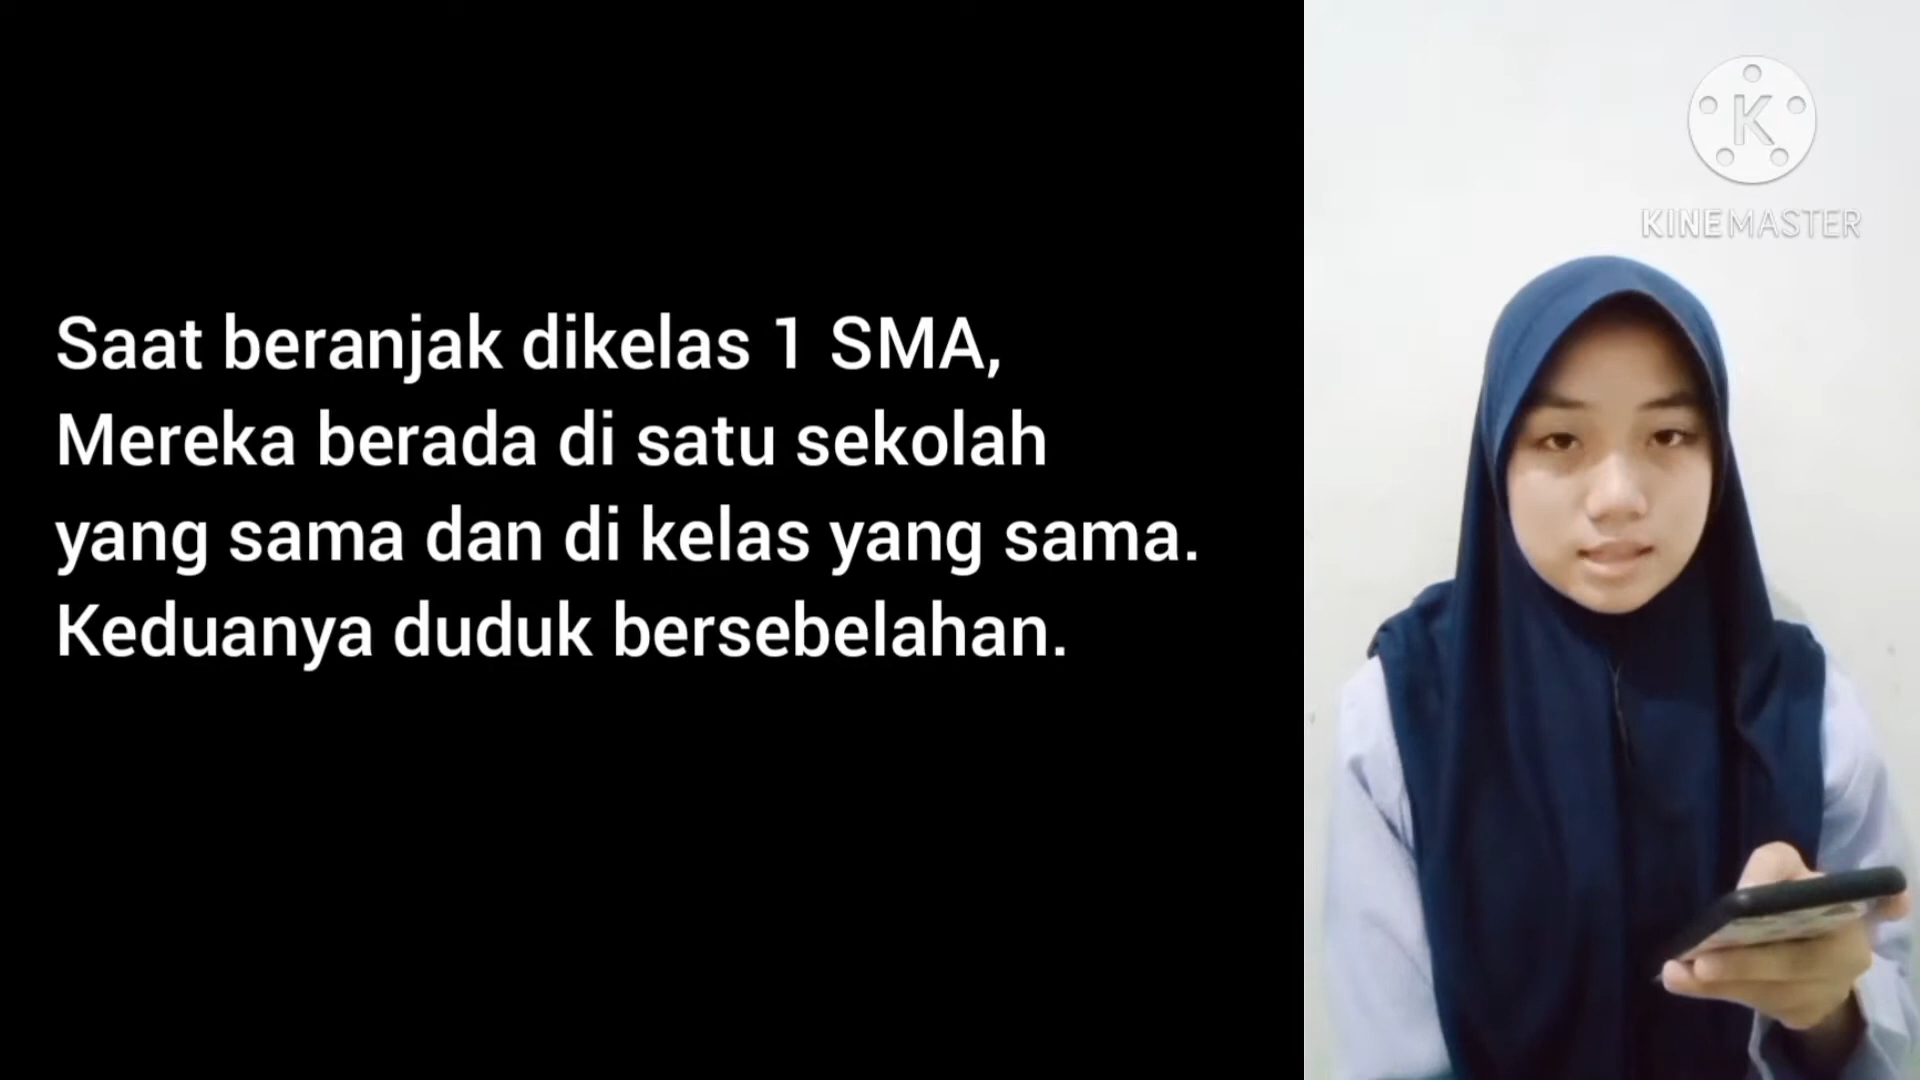 Saat beranjak dikelas 1 SMA,
Mereka berada di satu sekolah
yang sama dan di kelas yang sama.
Keduanya duduk bersebelahan.
K
KINEMASTER